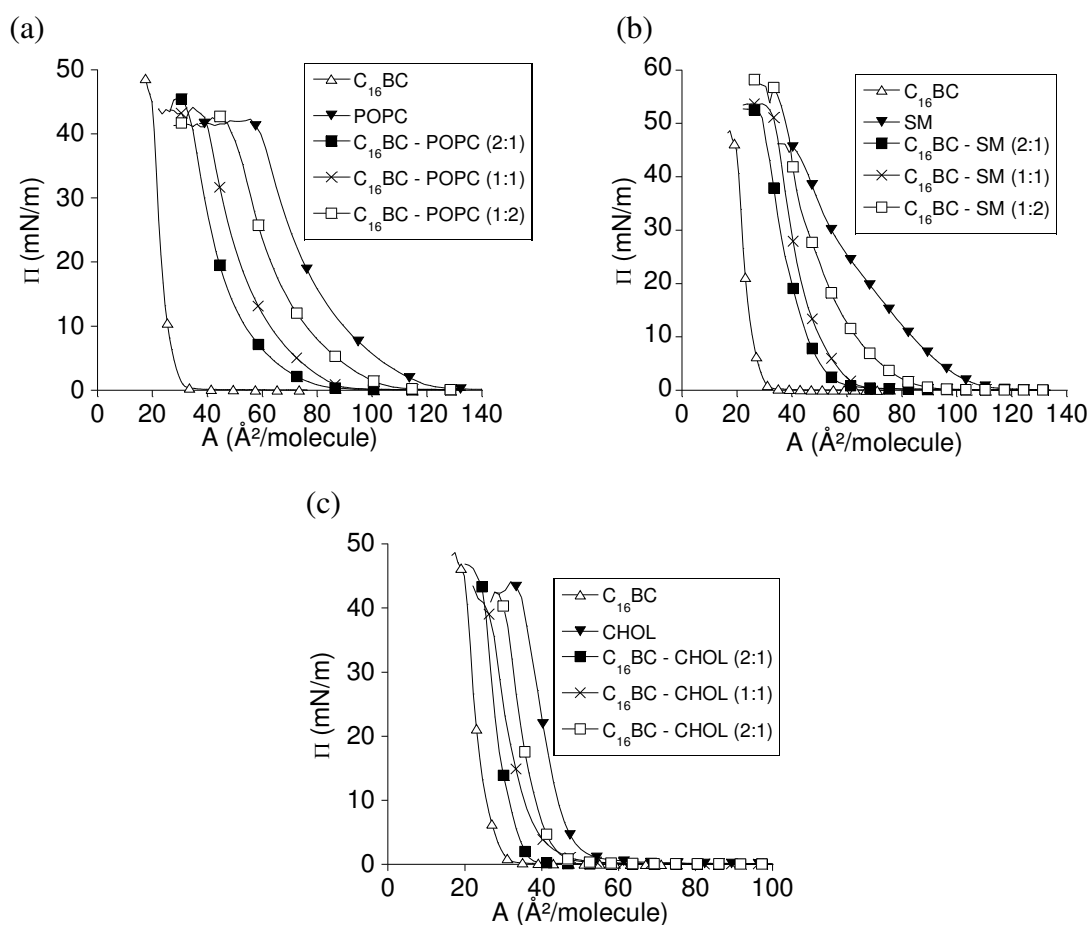 (a)
50
40
30
20
10
0
Π (mN/m)
0 20 40 60 80 100 120 140
A (Å²/molecule)
C₁₆BC
POPC
C₁₆BC - POPC (2:1)
C₁₆BC - POPC (1:1)
C₁₆BC - POPC (1:2)
(b)
60
50
40
30
20
10
0
Π (mN/m)
0 20 40 60 80 100 120 140
A (Å²/molecule)
C₁₆BC
SM
C₁₆BC - SM (2:1)
C₁₆BC - SM (1:1)
C₁₆BC - SM (1:2)
(c)
50
40
30
20
10
0
Π (mN/m)
0 20 40 60 80 100
A (Å²/molecule)
C₁₆BC
CHOL
C₁₆BC - CHOL (2:1)
C₁₆BC - CHOL (1:1)
C₁₆BC - CHOL (2:1)